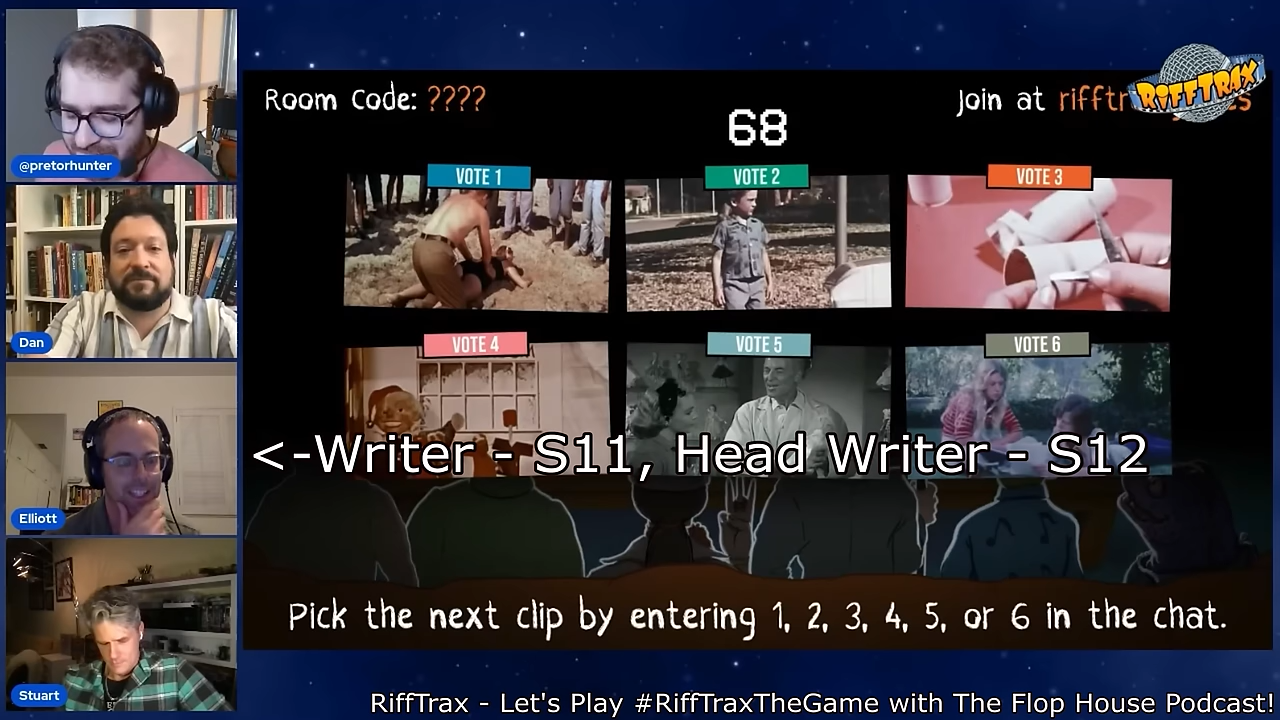 @pretorhunter
Dan
Elliott
Stuart
Room Code: ????
68
Join at rifftr
RiffTrax
VOTE 1
VOTE 2
VOTE 3
VOTE 4
VOTE 5
VOTE 6
<-Writer - S11, Head Writer - S12
Pick the next clip by entering 1, 2, 3, 4, 5, or 6 in the chat.
RiffTrax - Let's Play #RiffTraxTheGame with The Flop House Podcast!